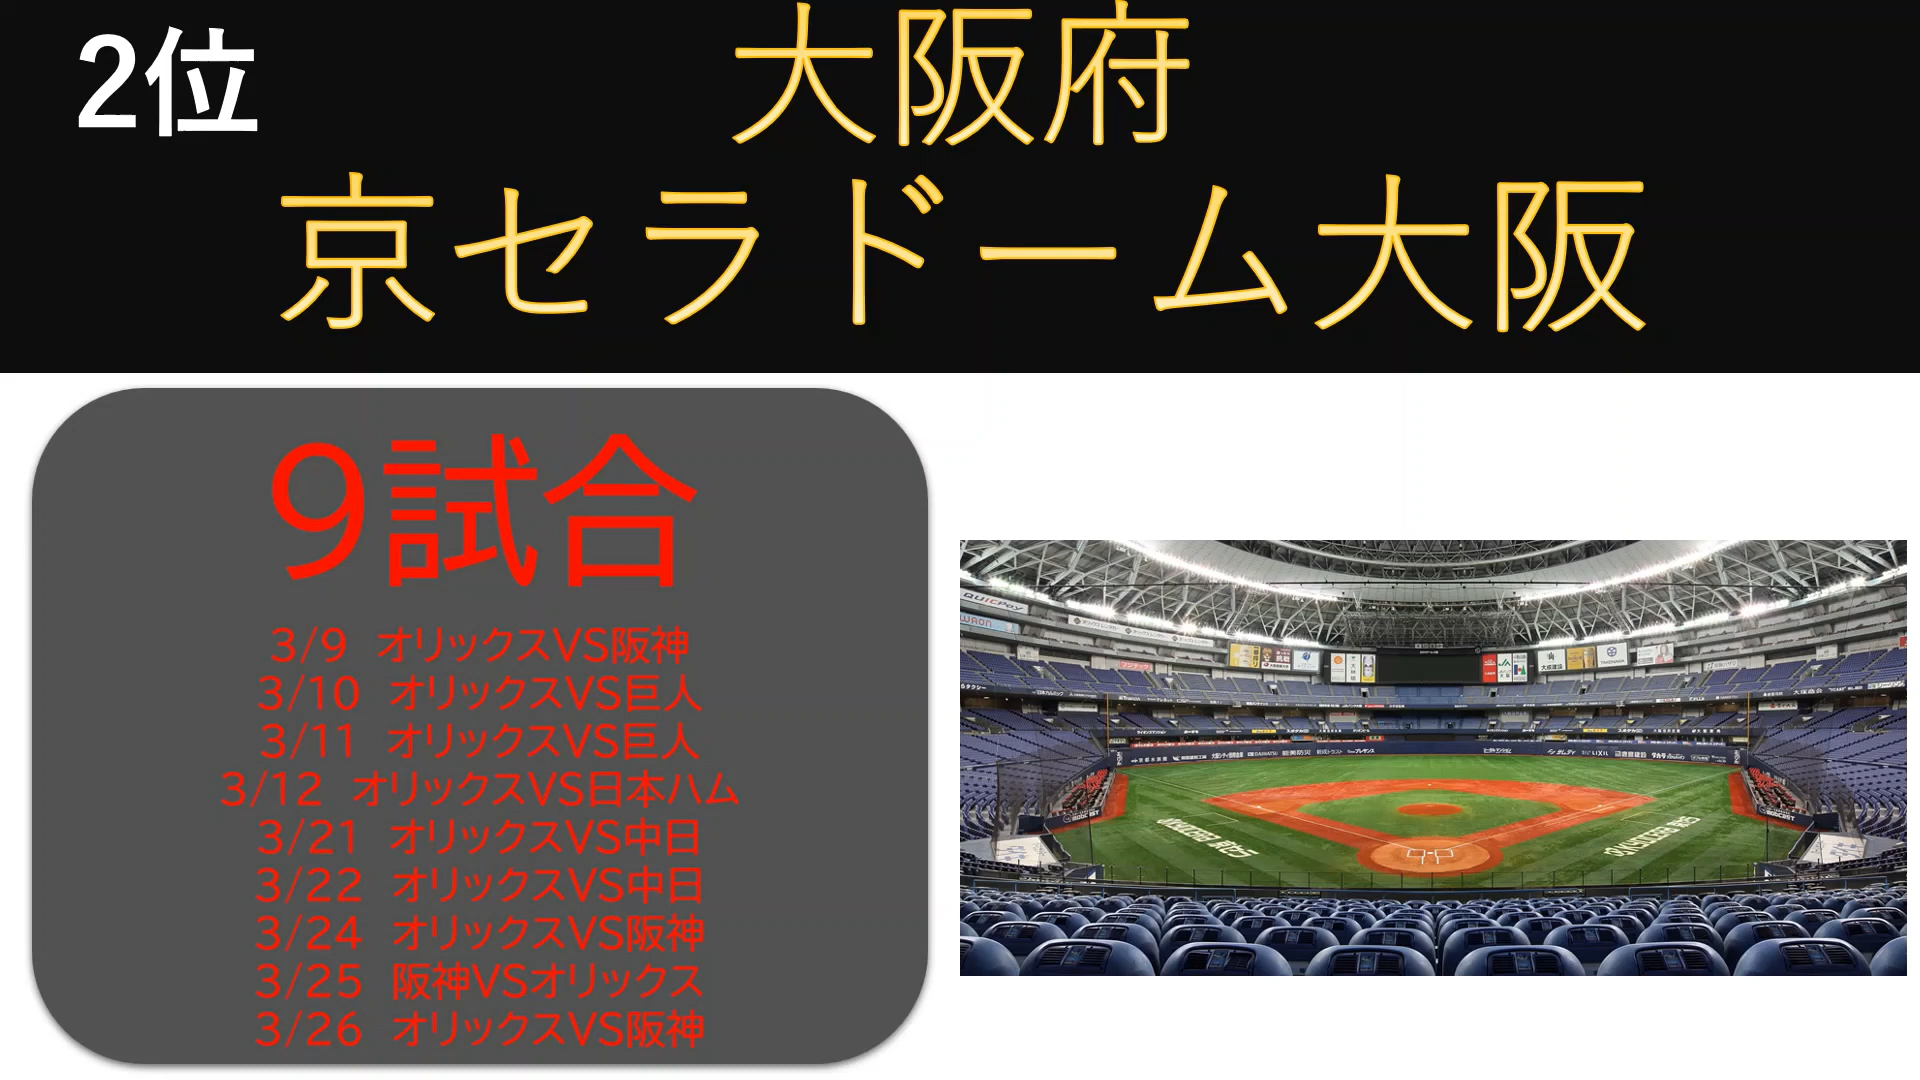 2位
大阪府
京セラドーム大阪
9試合
3/9 オリックスVS阪神
3/10 オリックスVS巨人
3/11 オリックスVS巨人
3/12 オリックスVS日本ハム
3/21 オリックスVS中日
3/22 オリックスVS中日
3/24 オリックスVS阪神
3/25 阪神VSオリックス
3/26 オリックスVS阪神
QUICPay